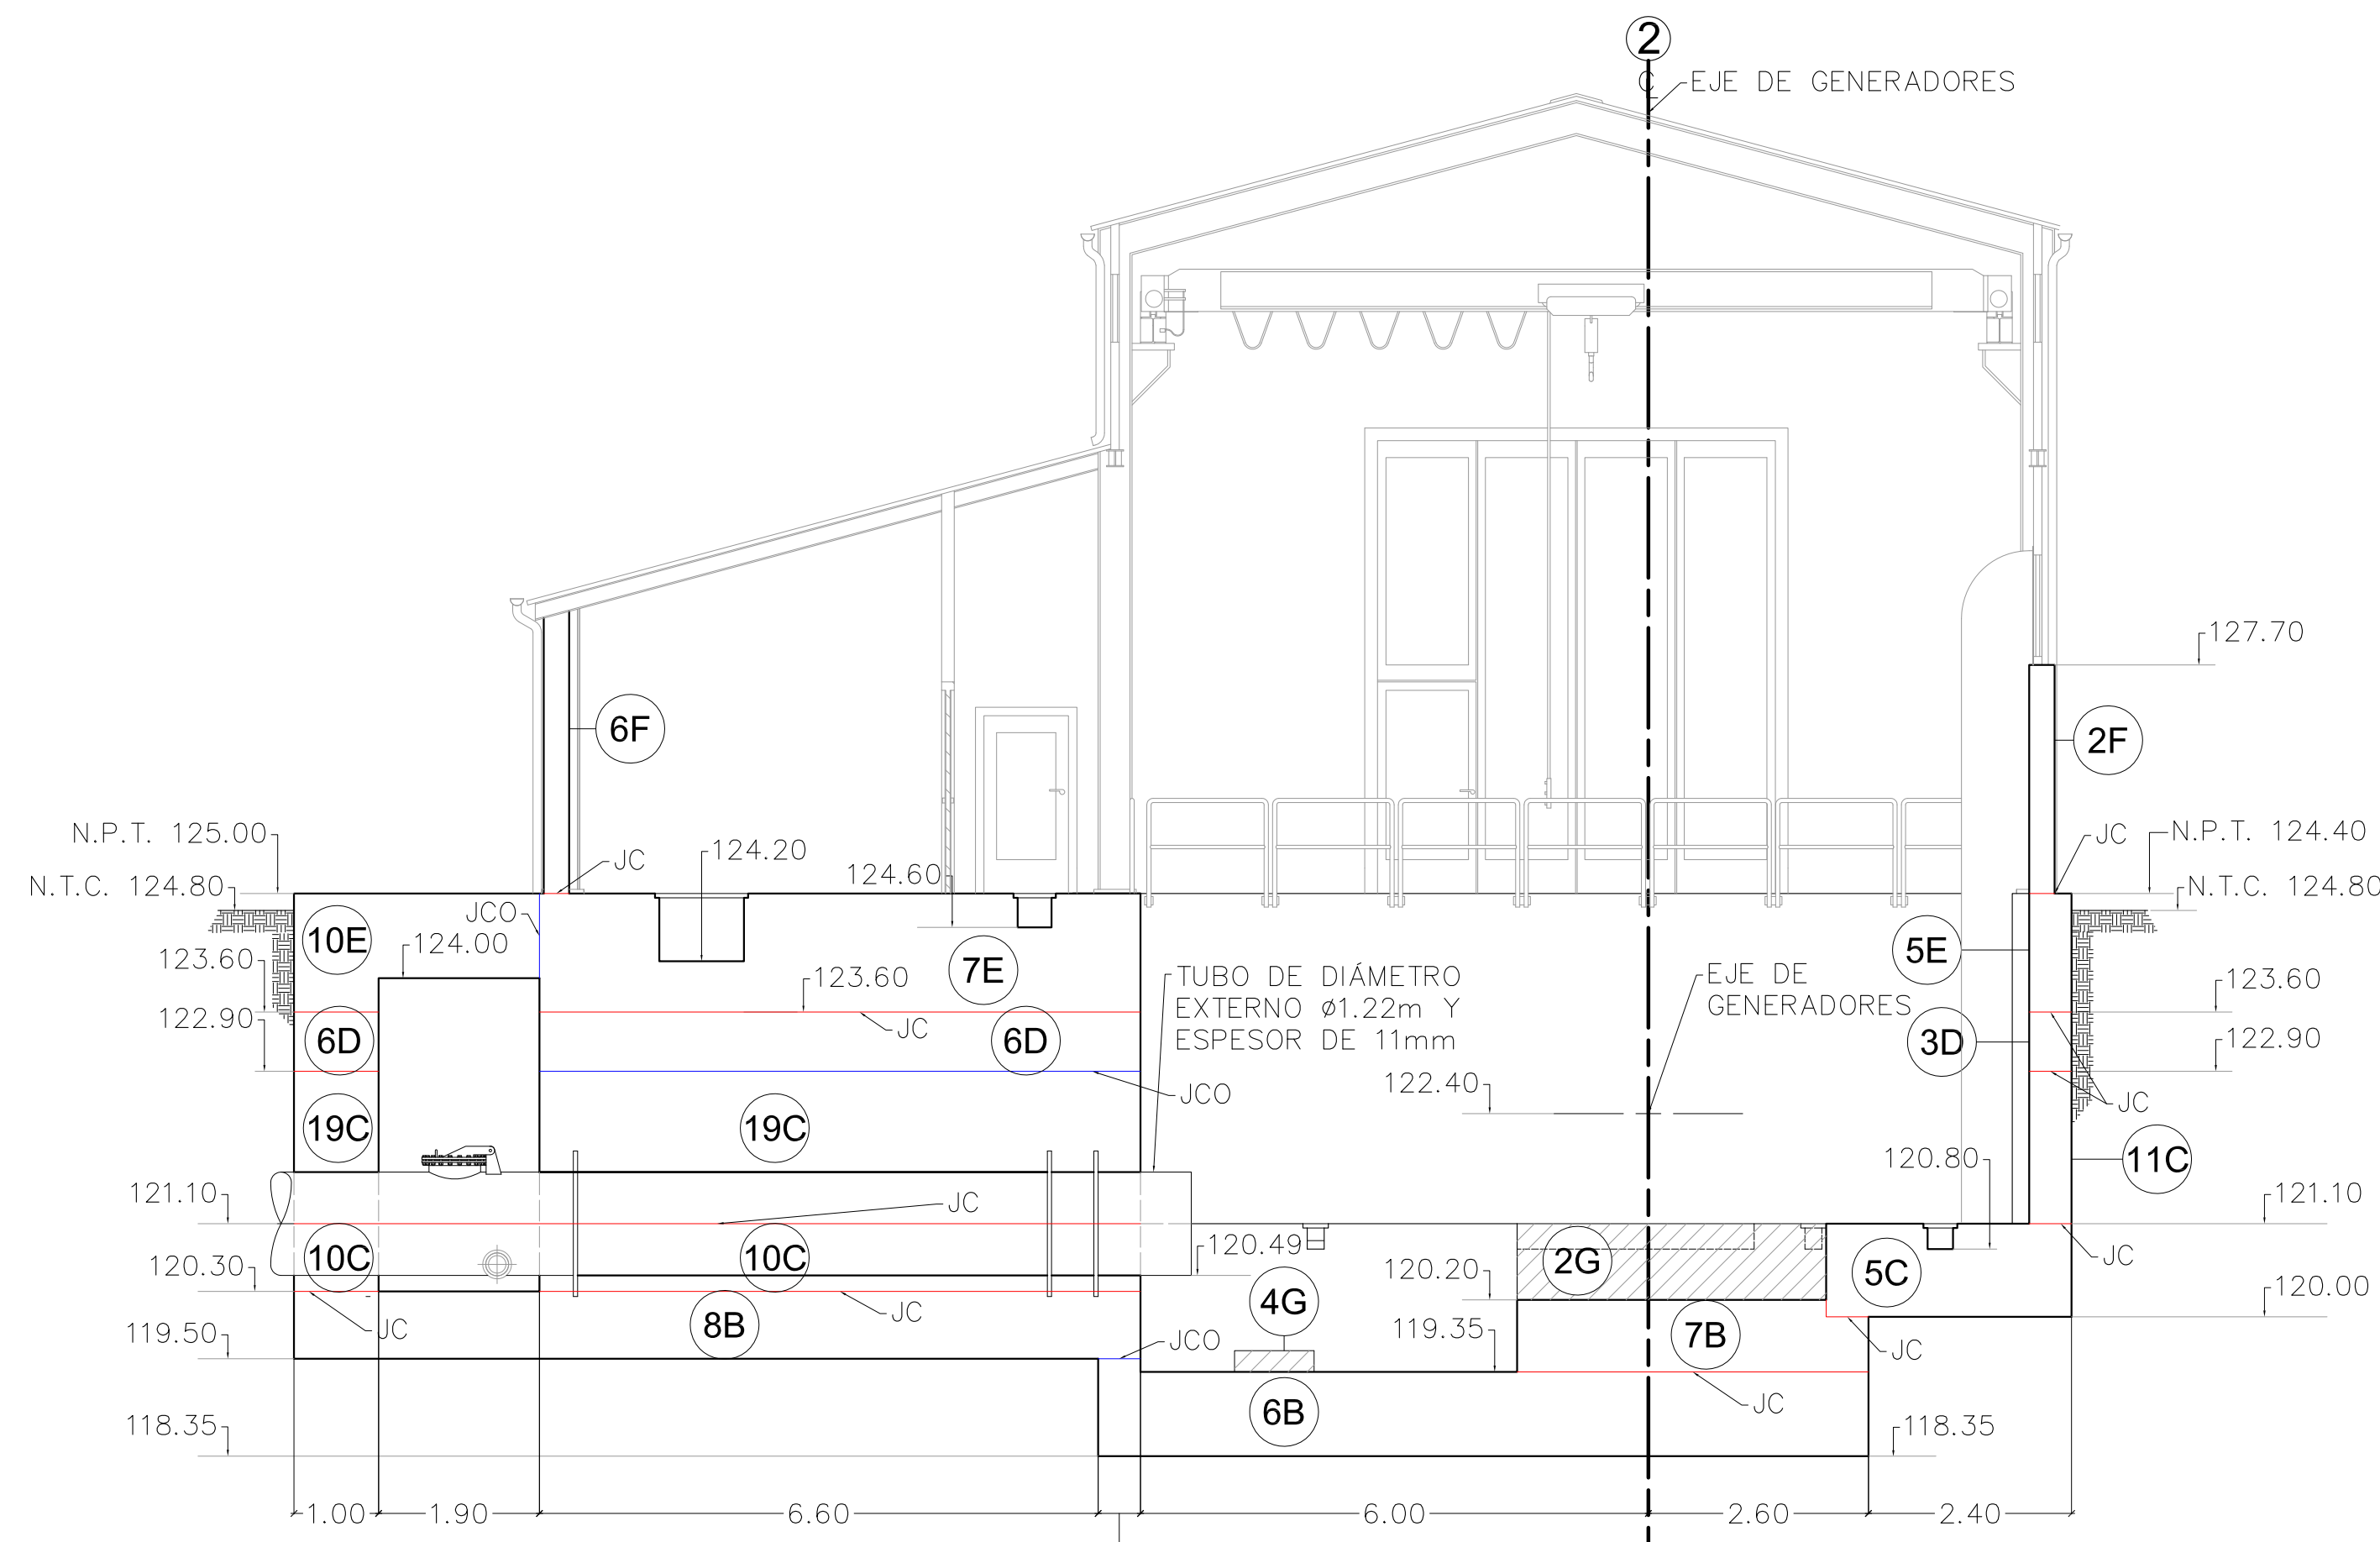 2
℄ EJE DE GENERADORES
127.70
6F
2F
N.P.T. 125.00
JC
124.20
124.60
JC
N.P.T. 124.40
N.T.C. 124.80
N.T.C. 124.80
10E
JCO
124.00
123.60
7E
5E
123.60
TUBO DE DIÁMETRO
EXTERNO ø1.22m Y
ESPESOR DE 11mm
EJE DE
GENERADORES
123.60
122.90
6D
JC
6D
3D
122.90
122.40
JCO
JC
19C
19C
120.80
11C
121.10
JC
121.10
10C
10C
120.49
2G
5C
JC
120.30
120.20
120.00
JC
8B
JC
4G
119.50
119.35
7B
JCO
JC
118.35
6B
JC
118.35
1.00
1.90
6.60
6.00
2.60
2.40